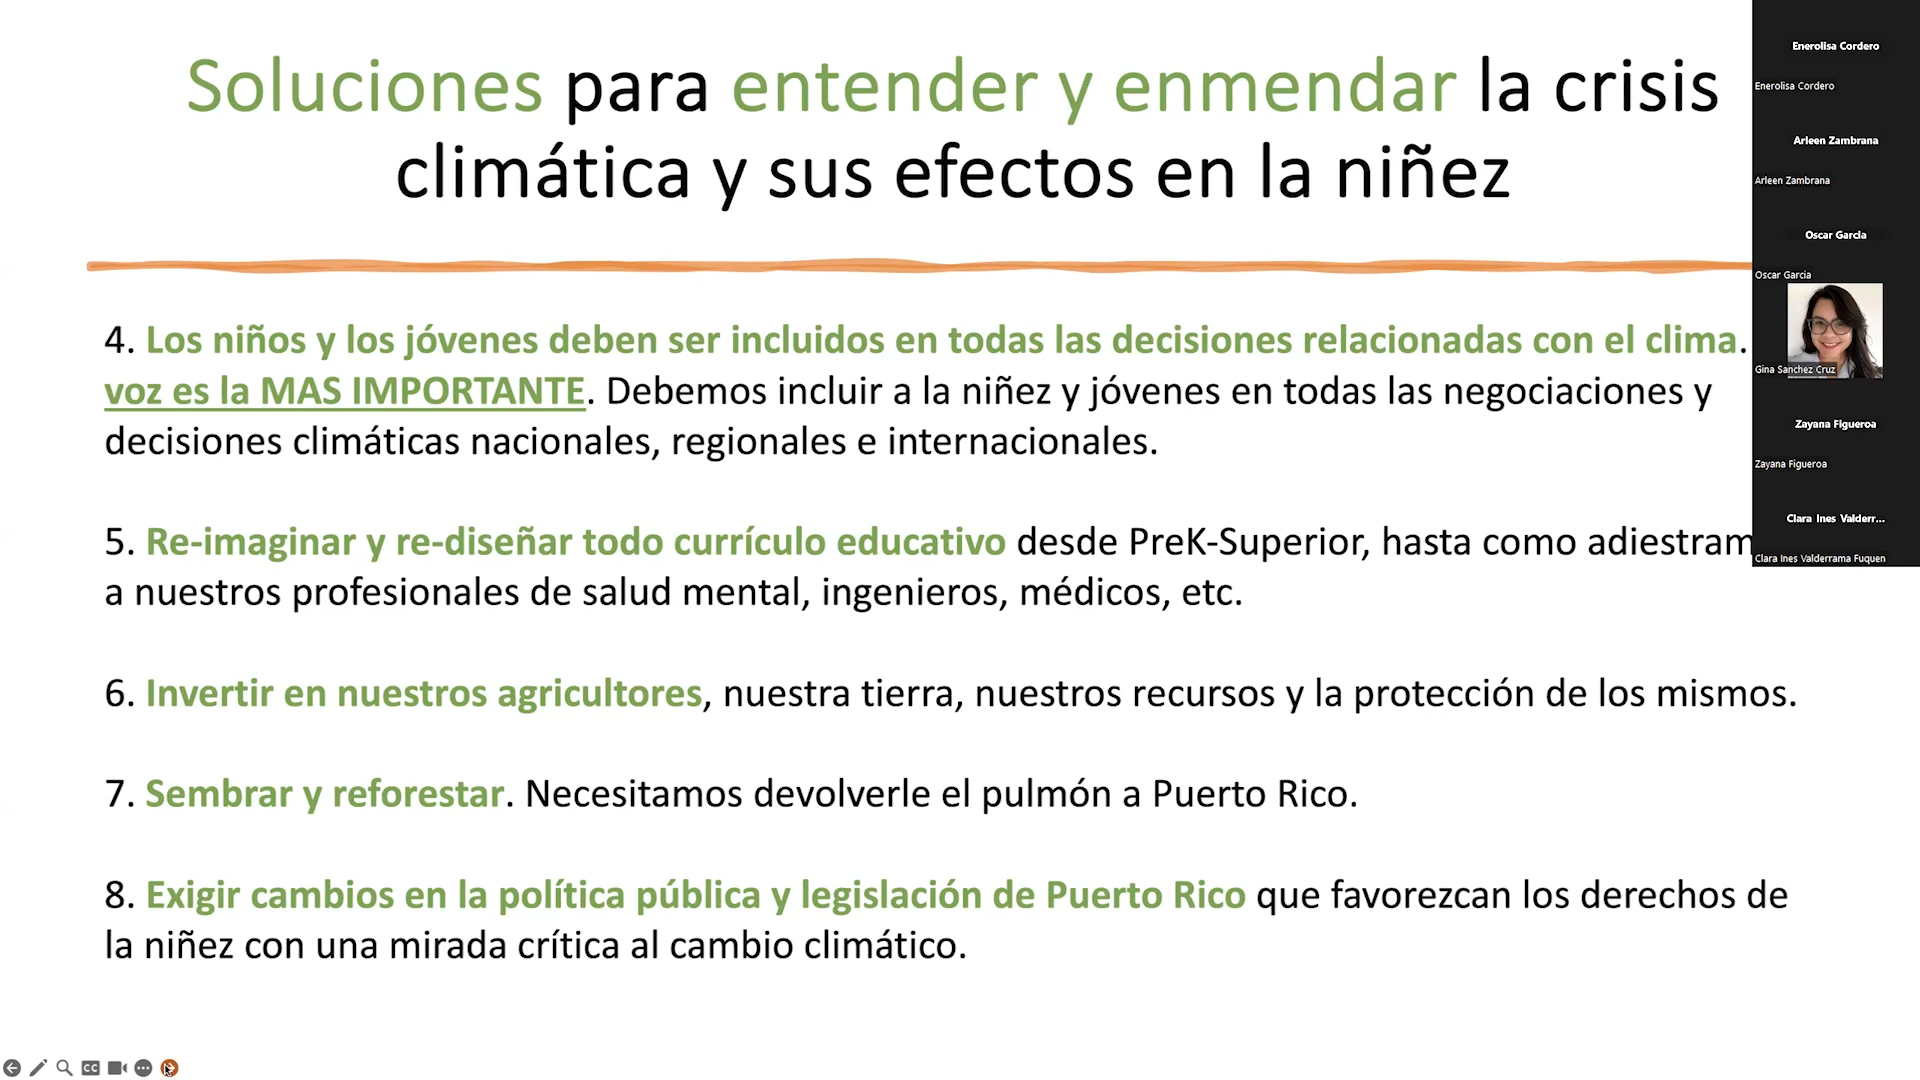 Soluciones para entender y enmendar la crisis
climática y sus efectos en la niñez
4. Los niños y los jóvenes deben ser incluidos en todas las decisiones relacionadas con el clima.
voz es la MAS IMPORTANTE. Debemos incluir a la niñez y jóvenes en todas las negociaciones y
decisiones climáticas nacionales, regionales e internacionales.
5. Re-imaginar y re-diseñar todo currículo educativo desde PreK-Superior, hasta como adiestram
a nuestros profesionales de salud mental, ingenieros, médicos, etc.
6. Invertir en nuestros agricultores, nuestra tierra, nuestros recursos y la protección de los mismos.
7. Sembrar y reforestar. Necesitamos devolverle el pulmón a Puerto Rico.
8. Exigir cambios en la política pública y legislación de Puerto Rico que favorezcan los derechos de
la niñez con una mirada crítica al cambio climático.
Enerolisa Cordero
Enerolisa Cordero
Arleen Zambrana
Arleen Zambrana
Oscar Garcia
Oscar Garcia
Gina Sanchez Cruz
Zayana Figueroa
Zayana Figueroa
Clara Ines Valderr...
Clara Ines Valderrama Fuquen
CC